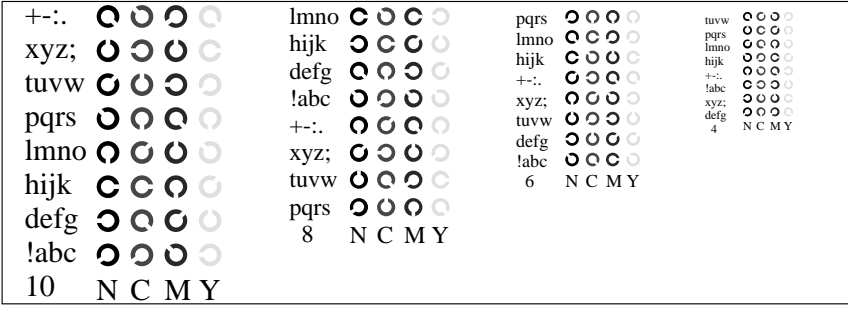 +-:.
xyz;
tuvw
pqrs
lmno
hijk
defg
!abc
10 N C M Y
lmno
hijk
defg
!abc
+-:.
xyz;
tuvw
pqrs
8 N C M Y
pqrs
lmno
hijk
+-:.
xyz;
tuvw
defg
!abc
6 N C M Y
tuvw
pqrs
lmno
hijk
+-:.
!abc
xyz;
defg
4 N C M Y